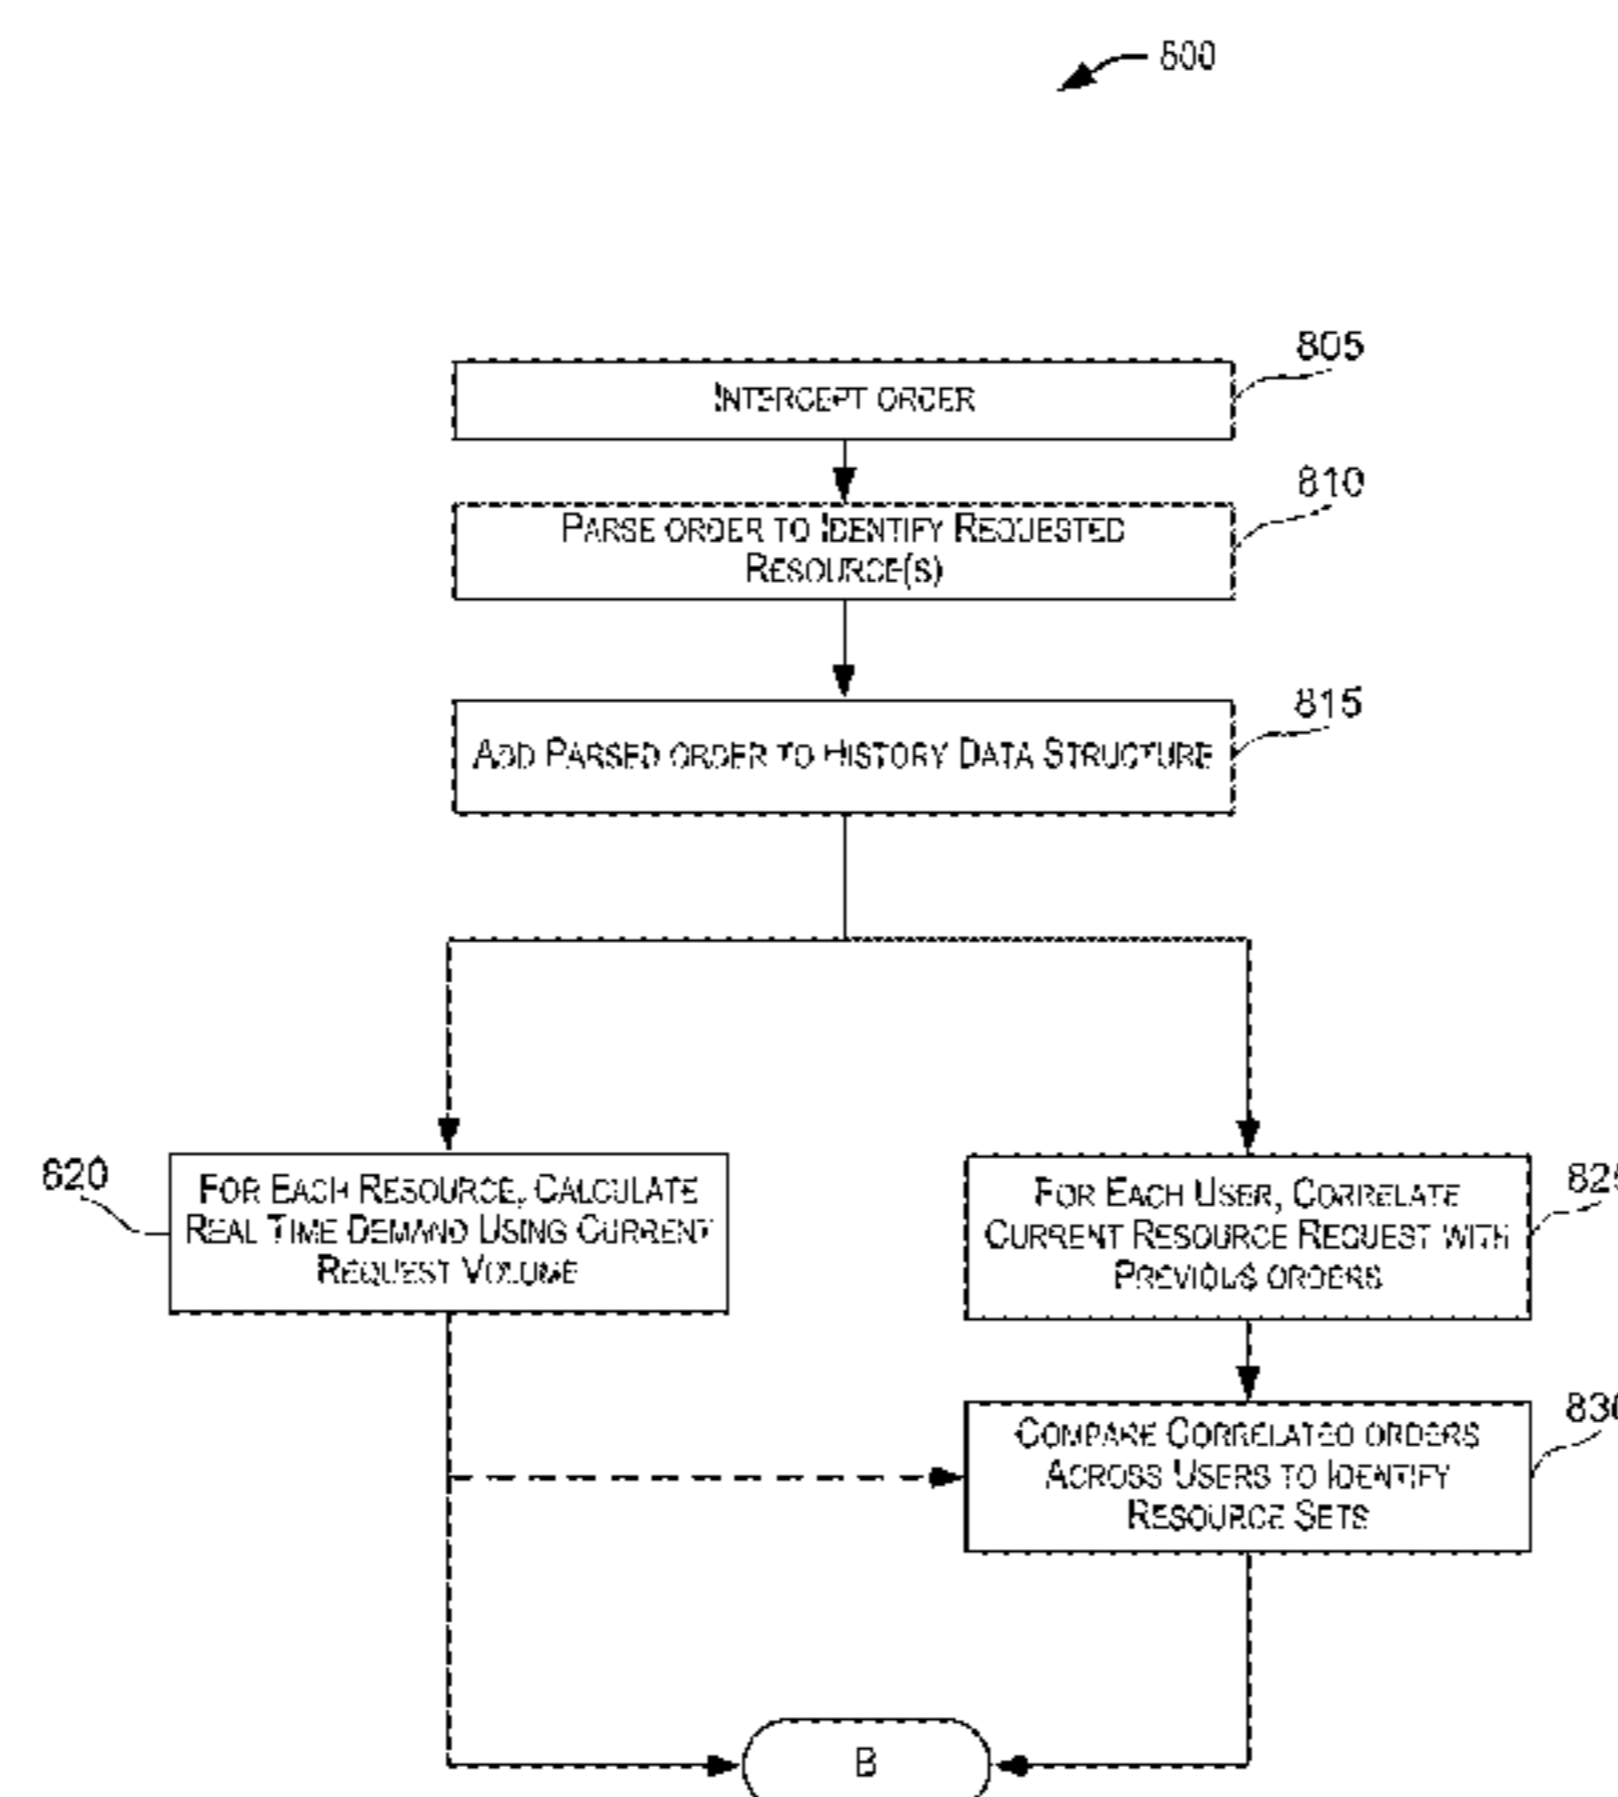 800
805
INTERCEPT ORDER
810
PARSE ORDER TO IDENTIFY REQUESTED
RESOURCE(S)
815
ADD PARSED ORDER TO HISTORY DATA STRUCTURE
820
FOR EACH RESOURCE, CALCULATE
REAL TIME DEMAND USING CURRENT
REQUEST VOLUME
825
FOR EACH USER, CORRELATE
CURRENT RESOURCE REQUEST WITH
PREVIOUS ORDERS
830
COMPARE CORRELATED ORDERS
ACROSS USERS TO IDENTIFY
RESOURCE SETS
B